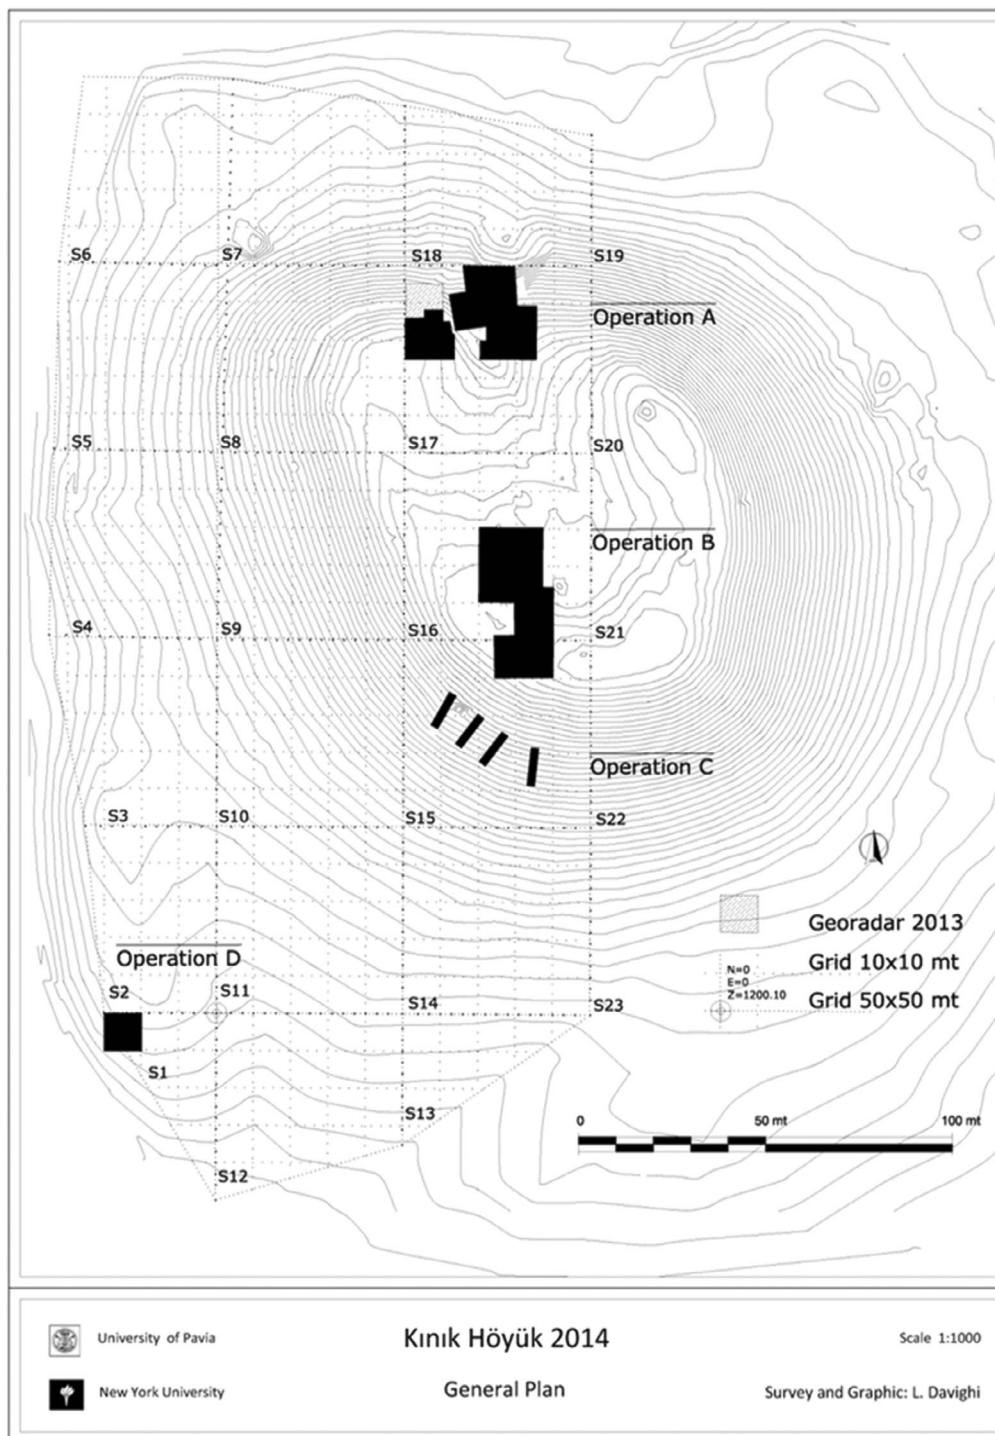 S6
S7
S18
S19
Operation A
S5
S8
S17
S20
Operation B
S4
S9
S16
S21
Operation C
S3
S10
S15
S22
Georadar 2013
Operation D
N=0
E=0
Z=1200.10
Grid 10x10 mt
Grid 50x50 mt
S2
S11
S14
S23
S1
S13
0
50 mt
100 mt
S12
University of Pavia
Kınık Höyük 2014
Scale 1:1000
New York University
General Plan
Survey and Graphic: L. Davighi